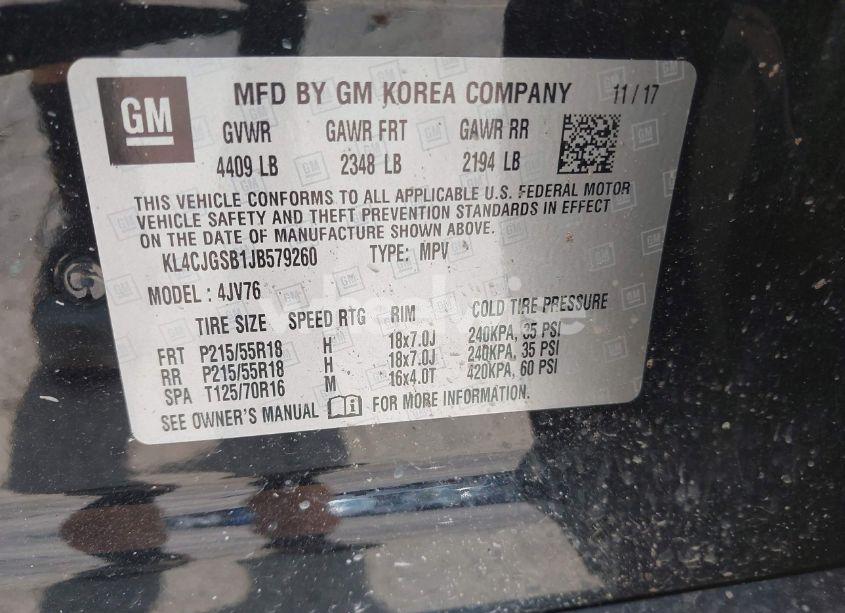 GM MFD BY GM KOREA COMPANY 11/17
GVWR GAWR FRT GAWR RR
4409 LB 2348 LB 2194 LB
THIS VEHICLE CONFORMS TO ALL APPLICABLE U.S. FEDERAL MOTOR
VEHICLE SAFETY AND THEFT PREVENTION STANDARDS IN EFFECT
ON THE DATE OF MANUFACTURE SHOWN ABOVE.
KL4CJGSB1JB579260 TYPE: MPV
MODEL : 4JV76
TIRE SIZE SPEED RTG RIM COLD TIRE PRESSURE
FRT P215/55R18 H 18x7.0J 240KPA, 35 PSI
RR P215/55R18 H 18x7.0J 240KPA, 35 PSI
SPA T125/70R16 M 16x4.0T 420KPA, 60 PSI
SEE OWNER'S MANUAL FOR MORE INFORMATION.